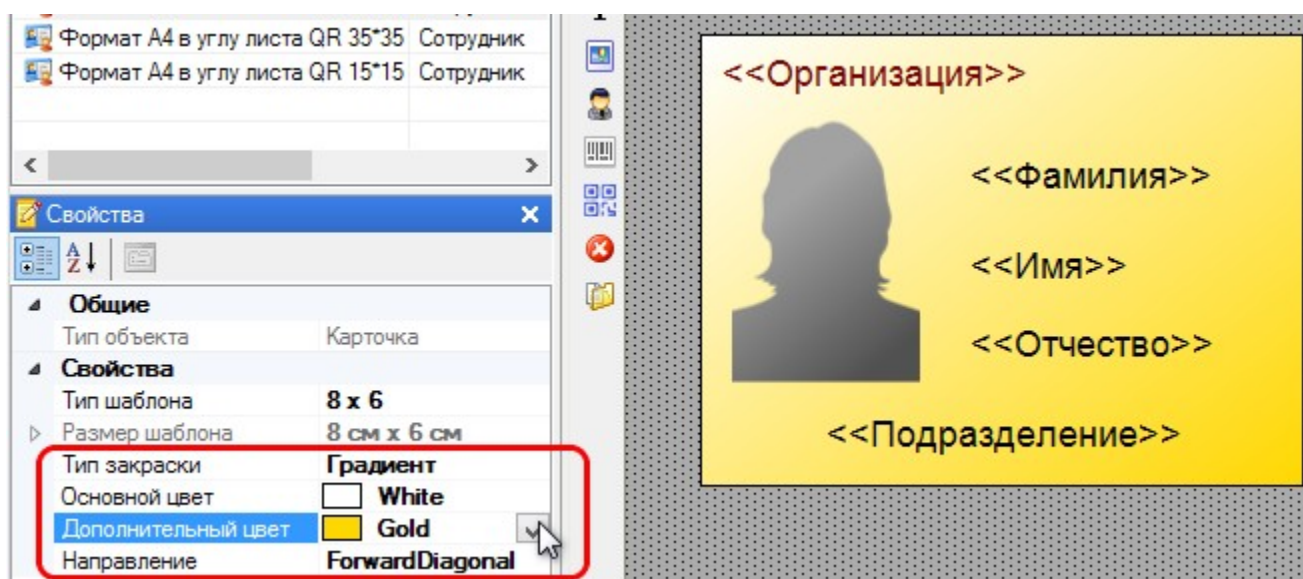 Формат А4 в углу листа QR 35*35 Сотрудник
Формат А4 в углу листа QR 15*15 Сотрудник
Свойства
Общие
Тип объекта Карточка
Свойства
Тип шаблона 8 x 6
Размер шаблона 8 см x 6 см
Тип закраски Градиент
Основной цвет White
Дополнительный цвет Gold
Направление ForwardDiagonal
<<Организация>>
<<Фамилия>>
<<Имя>>
<<Отчество>>
<<Подразделение>>